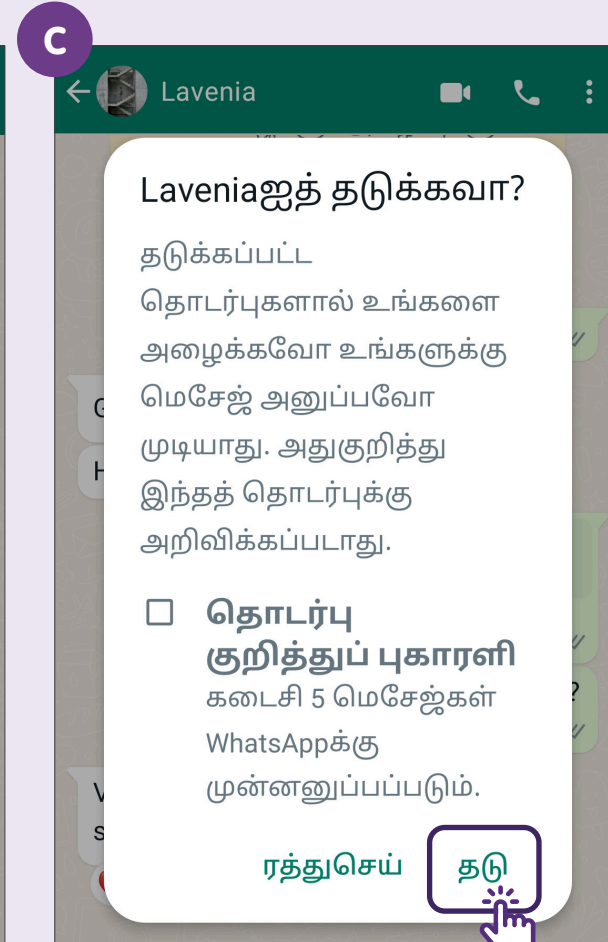 C
Lavenia
Laveniaஐத் தடுக்கவா?
தடுக்கப்பட்ட
தொடர்புகளால் உங்களை
அழைக்கவோ உங்களுக்கு
மெசேஜ் அனுப்பவோ
முடியாது. அதுகுறித்து
இந்தத் தொடர்புக்கு
அறிவிக்கப்படாது.
தொடர்பு
குறித்துப் புகாரளி
கடைசி 5 மெசேஜ்கள்
WhatsAppக்கு
முன்னனுப்பப்படும்.
ரத்துசெய் தடு